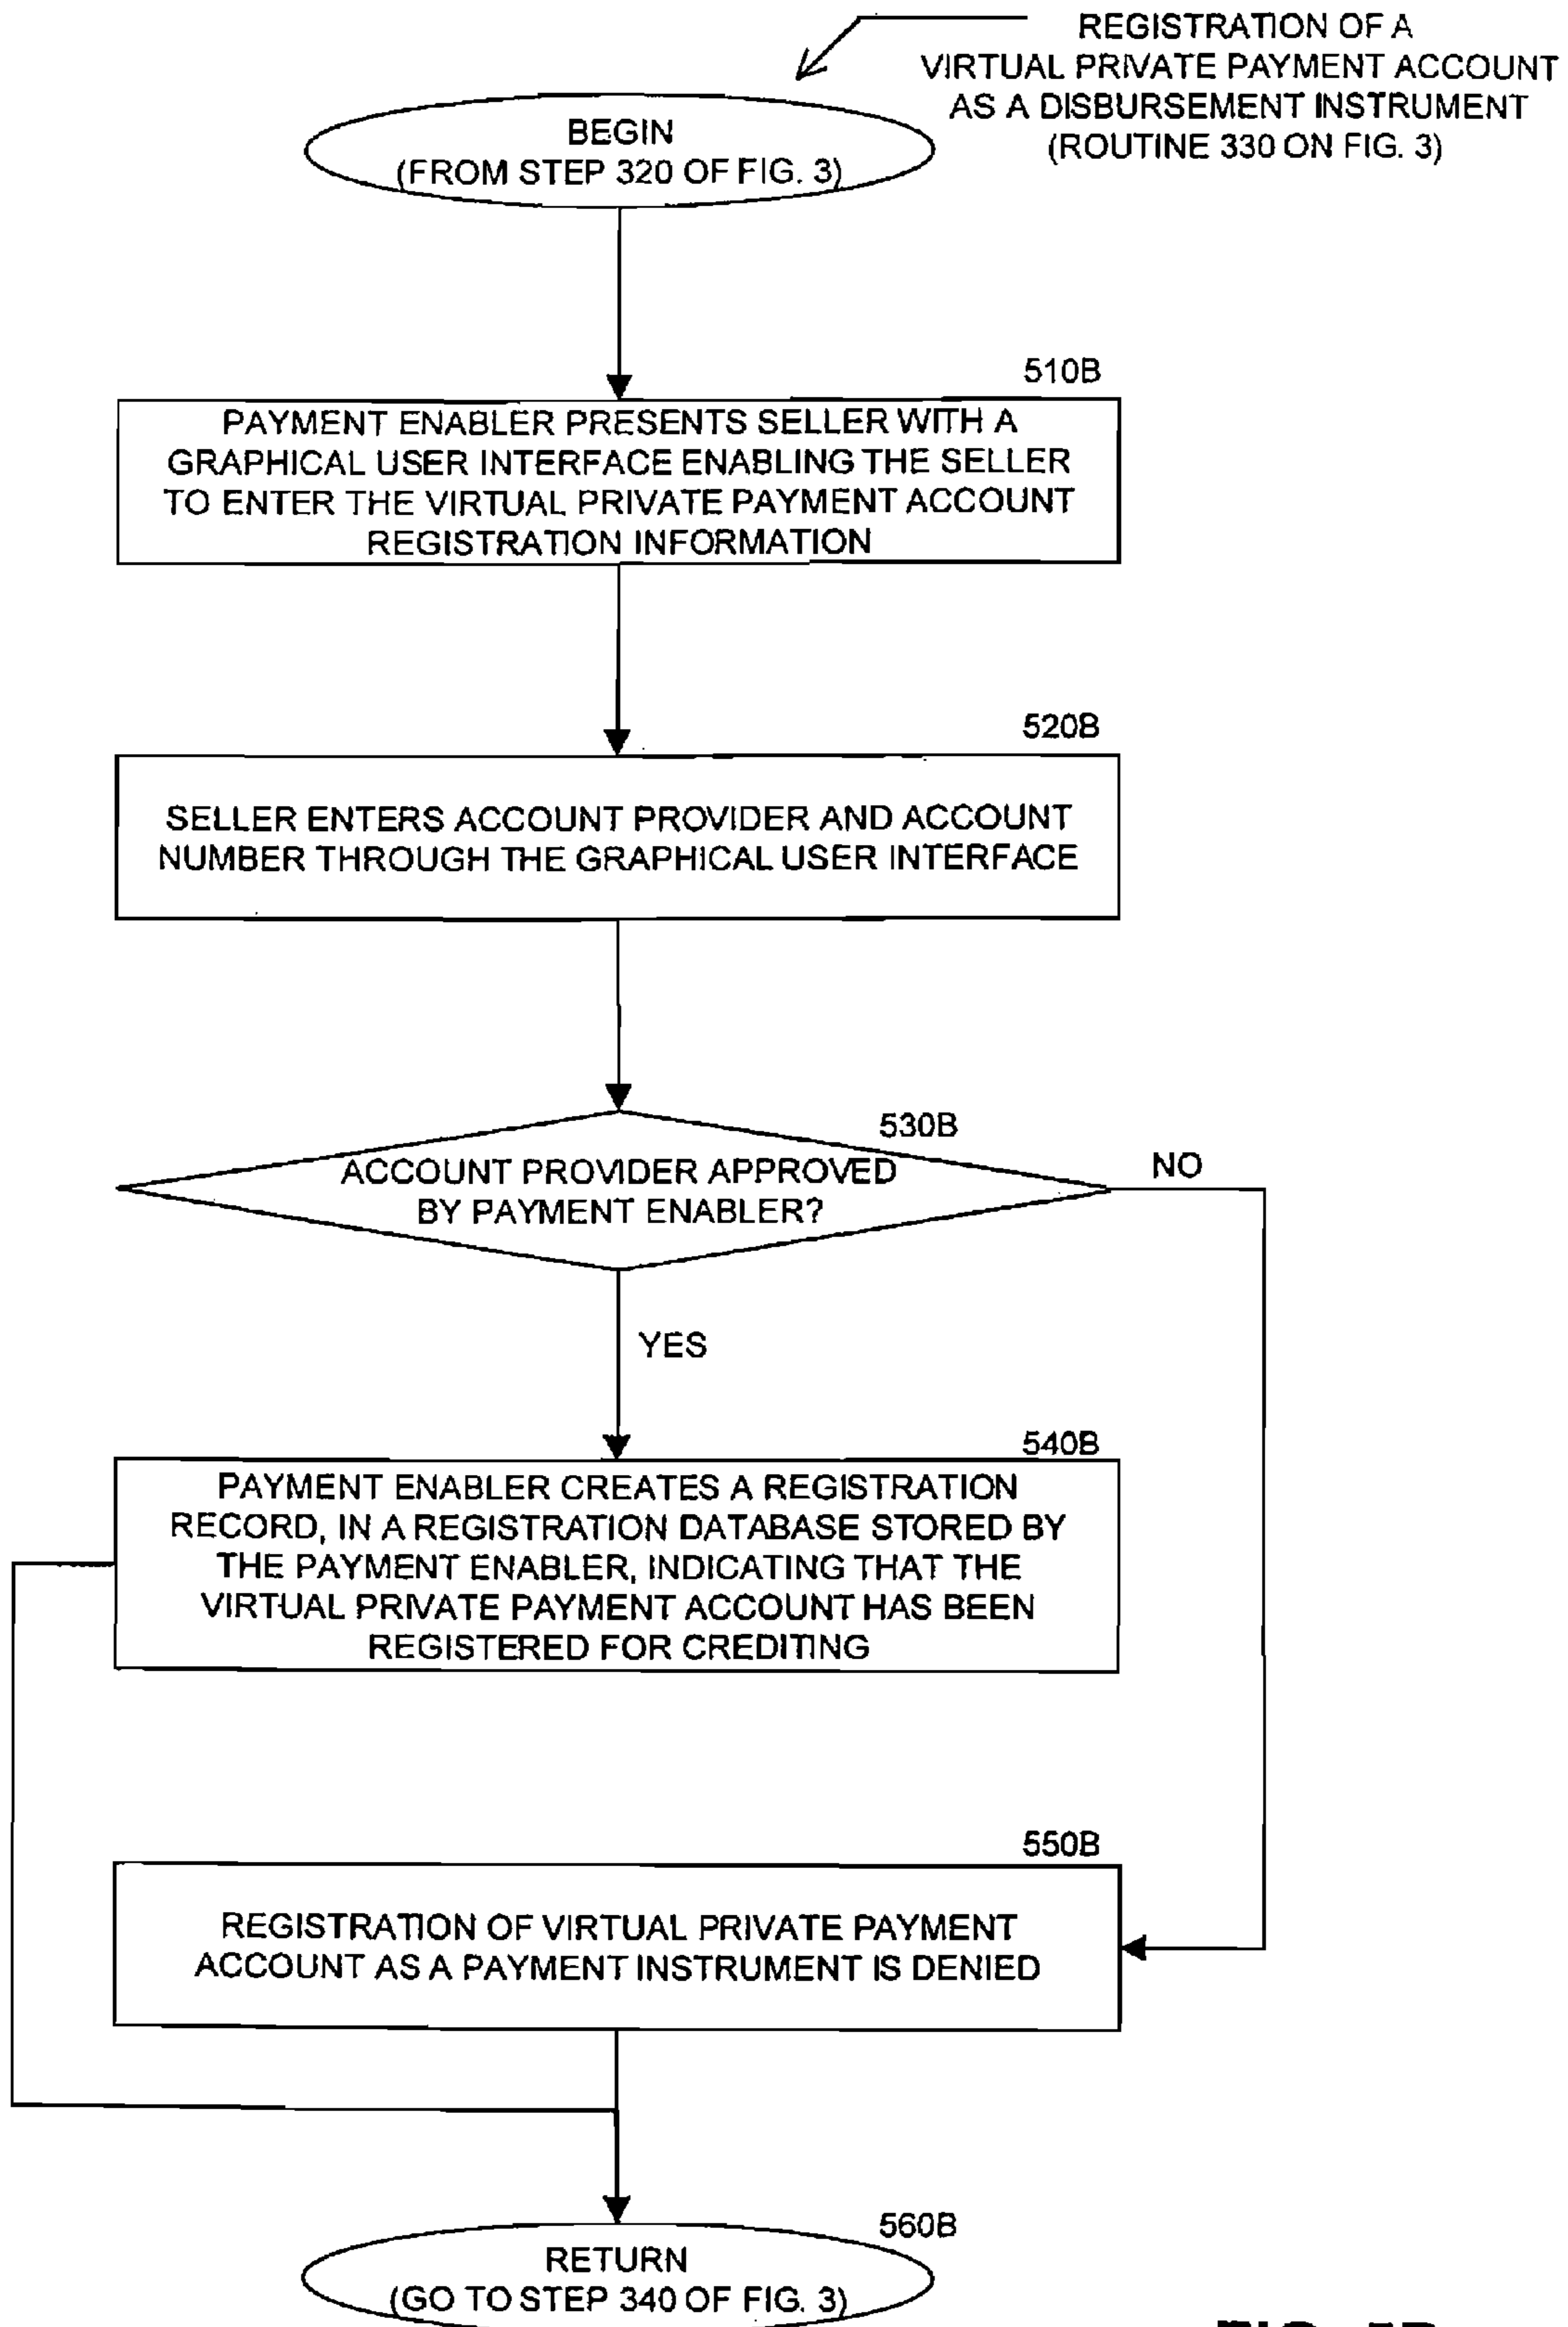 REGISTRATION OF A
VIRTUAL PRIVATE PAYMENT ACCOUNT
AS A DISBURSEMENT INSTRUMENT
(ROUTINE 330 ON FIG. 3)
BEGIN
(FROM STEP 320 OF FIG. 3)
510B
PAYMENT ENABLER PRESENTS SELLER WITH A
GRAPHICAL USER INTERFACE ENABLING THE SELLER
TO ENTER THE VIRTUAL PRIVATE PAYMENT ACCOUNT
REGISTRATION INFORMATION
520B
SELLER ENTERS ACCOUNT PROVIDER AND ACCOUNT
NUMBER THROUGH THE GRAPHICAL USER INTERFACE
530B
ACCOUNT PROVIDER APPROVED
BY PAYMENT ENABLER?
NO
YES
540B
PAYMENT ENABLER CREATES A REGISTRATION
RECORD, IN A REGISTRATION DATABASE STORED BY
THE PAYMENT ENABLER, INDICATING THAT THE
VIRTUAL PRIVATE PAYMENT ACCOUNT HAS BEEN
REGISTERED FOR CREDITING
550B
REGISTRATION OF VIRTUAL PRIVATE PAYMENT
ACCOUNT AS A PAYMENT INSTRUMENT IS DENIED
560B
RETURN
(GO TO STEP 340 OF FIG. 3)